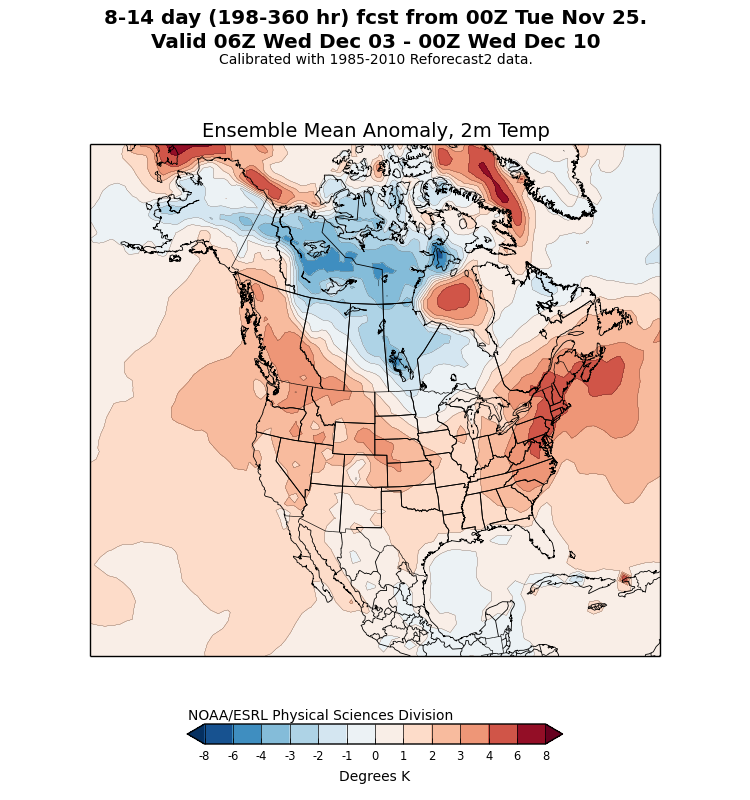 8-14 day (198-360 hr) fcst from 00Z Tue Nov 25.
Valid 06Z Wed Dec 03 - 00Z Wed Dec 10
Calibrated with 1985-2010 Reforecast2 data.
Ensemble Mean Anomaly, 2m Temp
NOAA/ESRL Physical Sciences Division
-8 -6 -4 -3 -2 -1 0 1 2 3 4 6 8
Degrees K